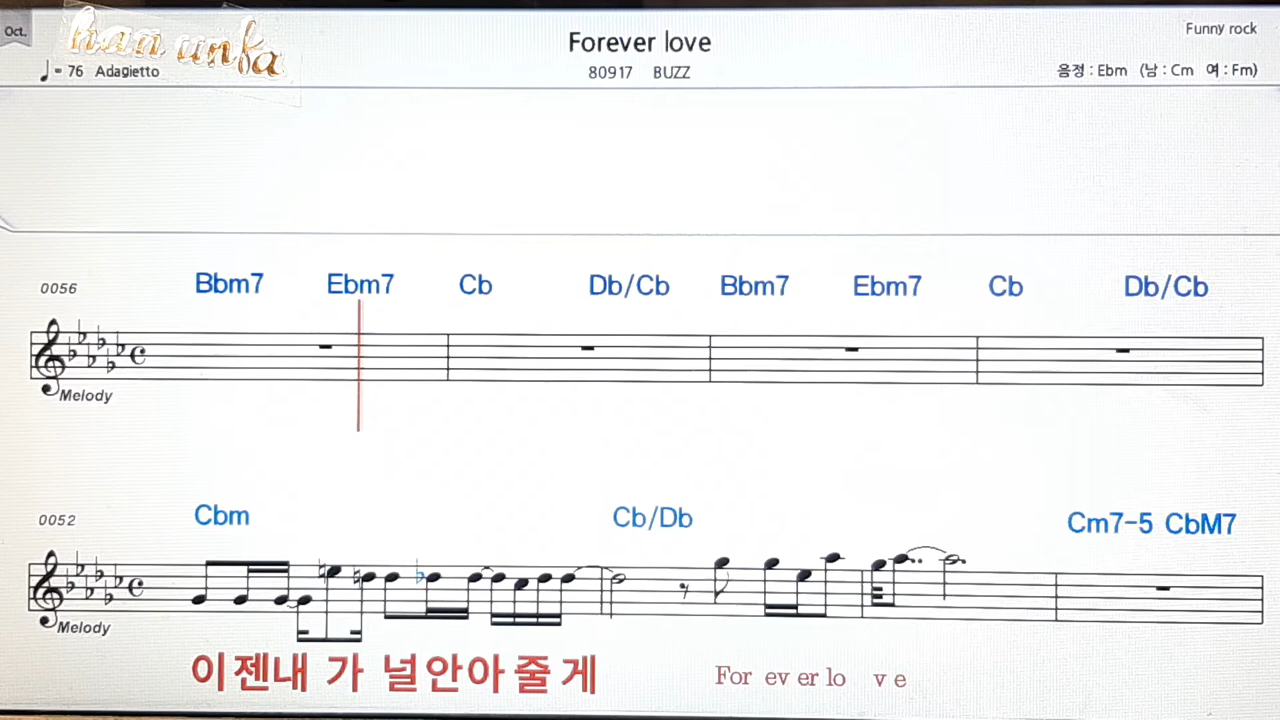 Oct.
han unfa
Forever love
Funny rock
♩= 76 Adagietto
80917 BUZZ
음정 : Ebm (남 : Cm 여 : Fm)
Bbm7 Ebm7 Cb Db/Cb Bbm7 Ebm7 Cb Db/Cb
0056
Melody
Cbm Cb/Db Cm7-5 CbM7
0052
Melody
이젠내 가 널안아 줄 게 For ev er lo v e